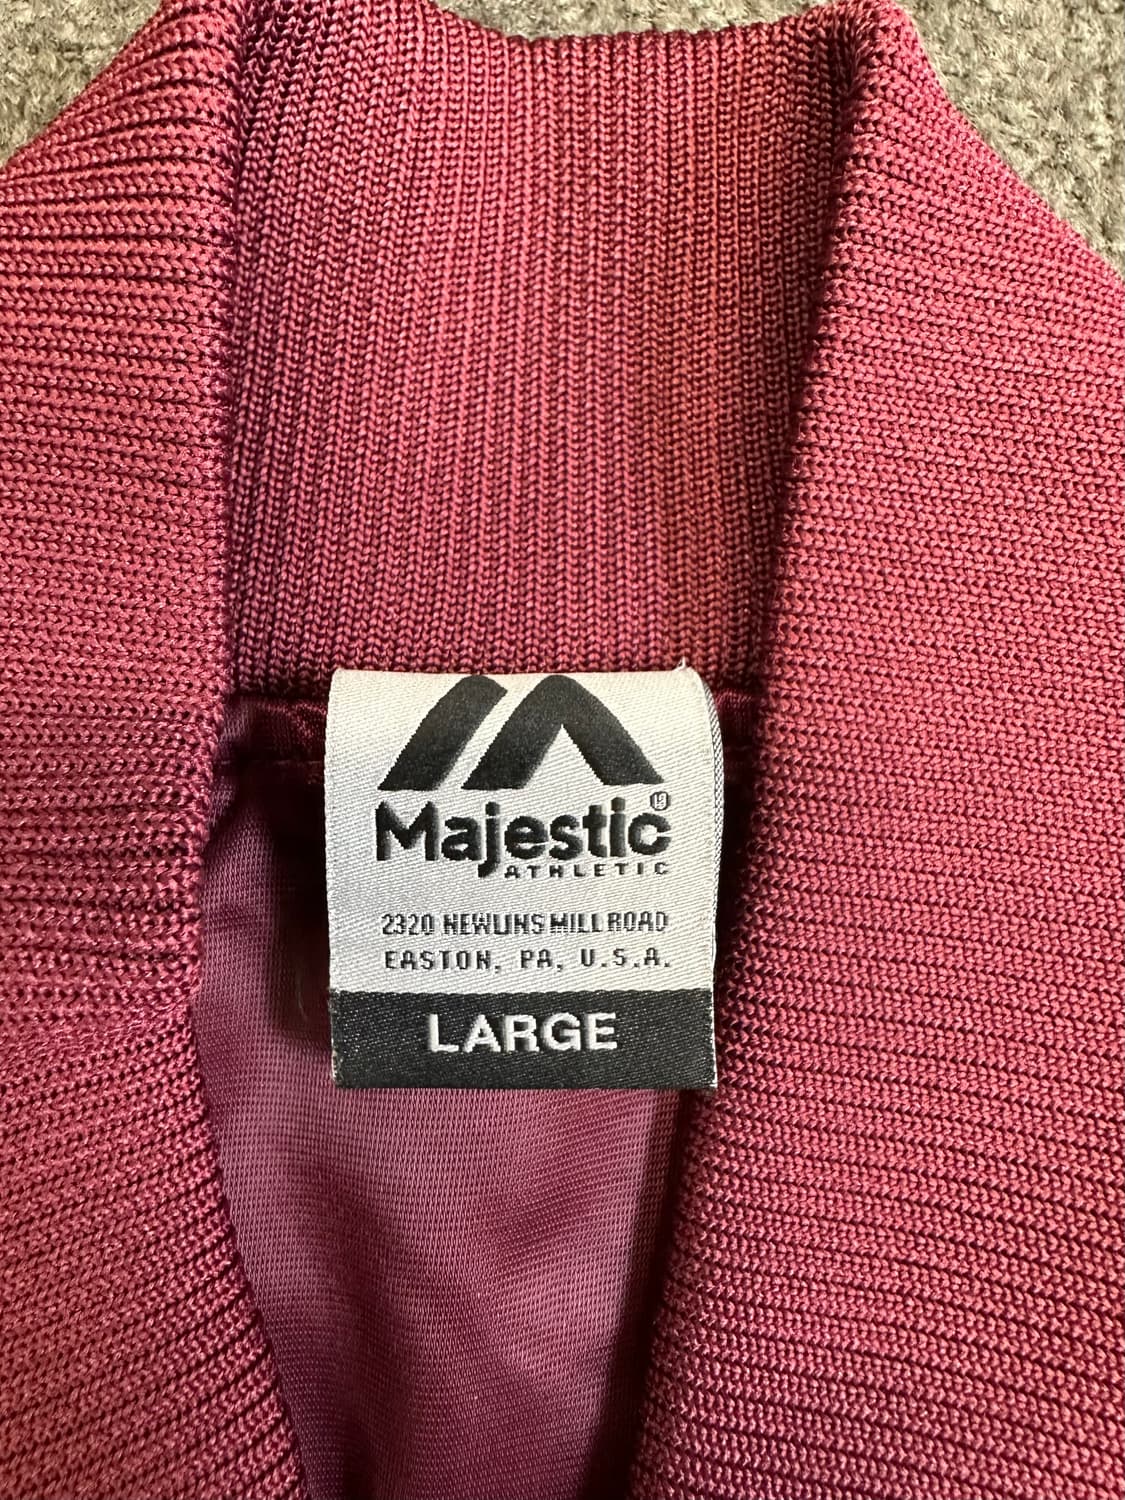 Majestic®
ATHLETIC
2320 NEWLINS MILL ROAD
EASTON, PA, U.S.A.
LARGE